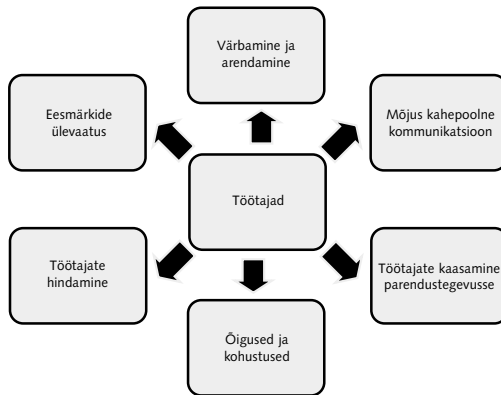 Värbamine ja
arendamine
Eesmärkide
ülevaatus
Mõjus kahepoolne
kommunikatsioon
Töötajad
Töötajate
hindamine
Töötajate kaasamine
parendustegevusse
Õigused ja
kohustused